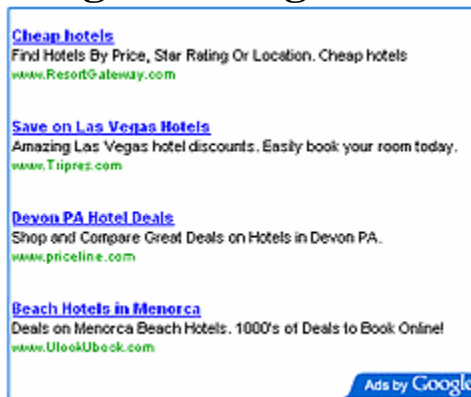 Cheap hotels
Find Hotels By Price, Star Rating Or Location. Cheap hotels
www.ResortGateway.com
Save on Las Vegas Hotels
Amazing Las Vegas hotel discounts. Easily book your room today.
www.Tripres.com
Devon PA Hotel Deals
Shop and Compare Great Deals on Hotels in Devon PA.
www.priceline.com
Beach Hotels in Menorca
Deals on Menorca Beach Hotels. 1000's of Deals to Book Online!
www.UlookUbook.com
Ads by Google